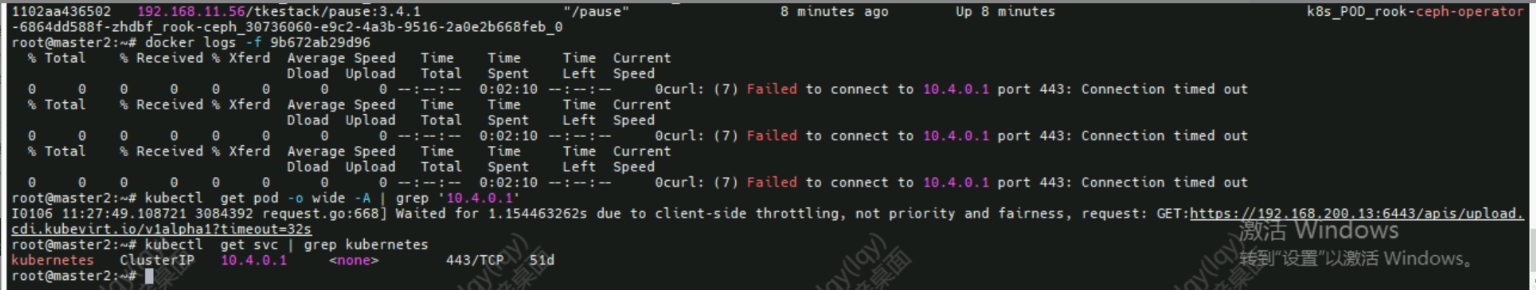 1102aa436502   192.168.11.56/tkestack/pause:3.4.1   "/pause"   8 minutes ago   Up 8 minutes   k8s_POD_rook-ceph-operator
-6864dd588f-zhdbf_rook-ceph_30736060-e9c2-4a3b-9516-2a0e2b668feb_0
root@master2:~# docker logs -f 9b672ab29d96
% Total    % Received % Xferd  Average Speed   Time    Time     Time  Current
Dload  Upload   Total   Spent    Left  Speed
0     0    0     0    0     0      0      0 --:--:--  0:02:10 --:--:--     0curl: (7) Failed to connect to 10.4.0.1 port 443: Connection timed out
% Total    % Received % Xferd  Average Speed   Time    Time     Time  Current
Dload  Upload   Total   Spent    Left  Speed
0     0    0     0    0     0      0      0 --:--:--  0:02:10 --:--:--     0curl: (7) Failed to connect to 10.4.0.1 port 443: Connection timed out
% Total    % Received % Xferd  Average Speed   Time    Time     Time  Current
Dload  Upload   Total   Spent    Left  Speed
0     0    0     0    0     0      0      0 --:--:--  0:02:10 --:--:--     0curl: (7) Failed to connect to 10.4.0.1 port 443: Connection timed out
root@master2:~# kubectl  get pod -o wide -A | grep '10.4.0.1'
I0106 11:27:49.108721 3084392 request.go:668] Waited for 1.154463262s due to client-side throttling, not priority and fairness, request: GET:https://192.168.200.13:6443/apis/upload.
cdi.kubevirt.io/v1alpha1?timeout=32s
root@master2:~# kubectl  get svc | grep kubernetes
kubernetes   ClusterIP   10.4.0.1     <none>        443/TCP   51d
root@master2:~#
激活 Windows
转到"设置"以激活 Windows。